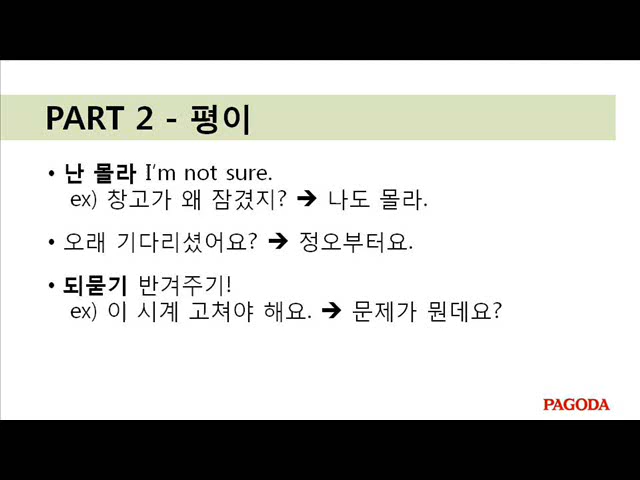 PART 2 - 평이
• 난 몰라 I'm not sure.
ex) 창고가 왜 잠겼지? ➔ 나도 몰라.
• 오래 기다리셨어요? ➔ 정오부터요.
• 되묻기 반겨주기!
ex) 이 시계 고쳐야 해요. ➔ 문제가 뭔데요?
PAGODA